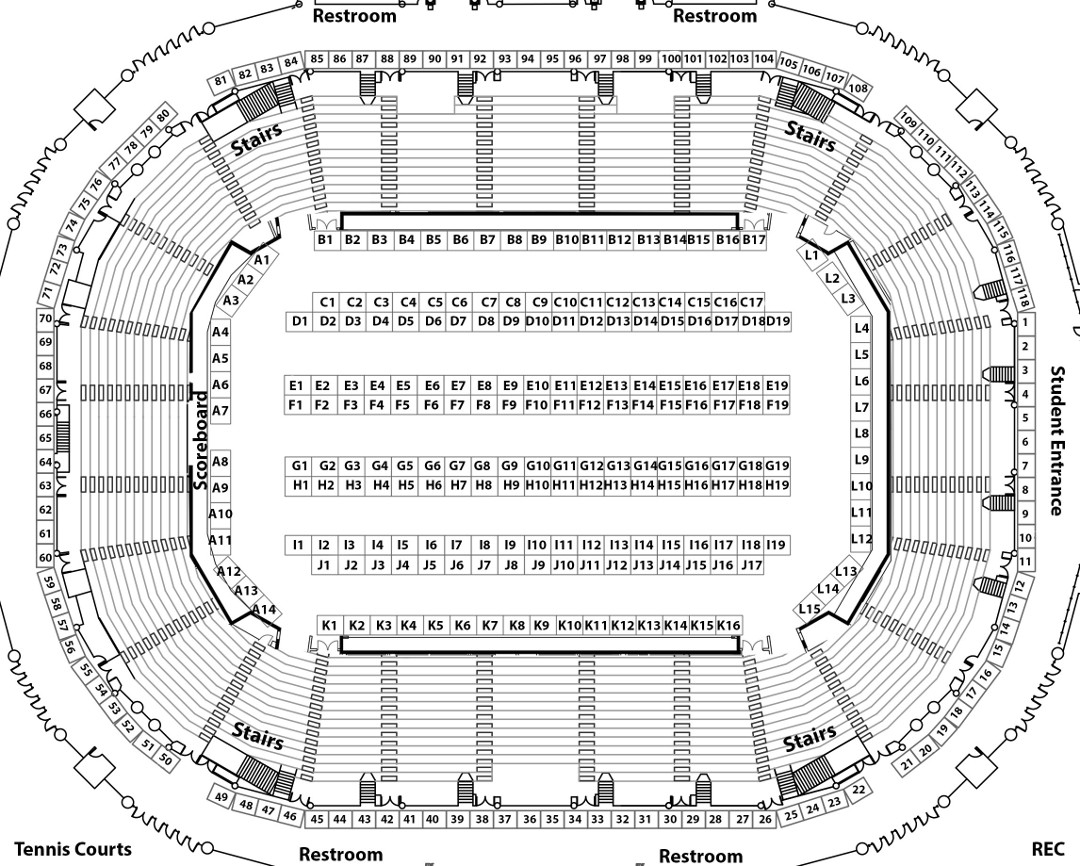 Restroom Restroom
81 82 83 84 85 86 87 88 89 90 91 92 93 94 95 96 97 98 99 100 101 102 103 104 105 106 107 108
80 79 78 77 76 75 74 73 72 71
109 110 111 112 113 114 115 116 117 118
Stairs Stairs
B1 B2 B3 B4 B5 B6 B7 B8 B9 B10 B11 B12 B13 B14 B15 B16 B17
A1 A2 A3 A4 A5 A6 A7 A8 A9 A10 A11 A12 A13 A14
L1 L2 L3 L4 L5 L6 L7 L8 L9 L10 L11 L12 L13 L14 L15
C1 C2 C3 C4 C5 C6 C7 C8 C9 C10 C11 C12 C13 C14 C15 C16 C17
D1 D2 D3 D4 D5 D6 D7 D8 D9 D10 D11 D12 D13 D14 D15 D16 D17 D18 D19
70 69 68 67 66 65 64 63 62 61 60
Scoreboard
E1 E2 E3 E4 E5 E6 E7 E8 E9 E10 E11 E12 E13 E14 E15 E16 E17 E18 E19
F1 F2 F3 F4 F5 F6 F7 F8 F9 F10 F11 F12 F13 F14 F15 F16 F17 F18 F19
1 2 3 4 5 6 7 8 9 10 11
Student Entrance
G1 G2 G3 G4 G5 G6 G7 G8 G9 G10 G11 G12 G13 G14 G15 G16 G17 G18 G19
H1 H2 H3 H4 H5 H6 H7 H8 H9 H10 H11 H12 H13 H14 H15 H16 H17 H18 H19
I1 I2 I3 I4 I5 I6 I7 I8 I9 I10 I11 I12 I13 I14 I15 I16 I17 I18 I19
J1 J2 J3 J4 J5 J6 J7 J8 J9 J10 J11 J12 J13 J14 J15 J16 J17
K1 K2 K3 K4 K5 K6 K7 K8 K9 K10 K11 K12 K13 K14 K15 K16
59 58 57 56 55 54 53 52 51 50
12 13 14 15 16 17 18 19 20 21
Stairs Stairs
49 48 47 46 45 44 43 42 41 40 39 38 37 36 35 34 33 32 31 30 29 28 27 26 25 24 23 22
Tennis Courts Restroom Restroom REC